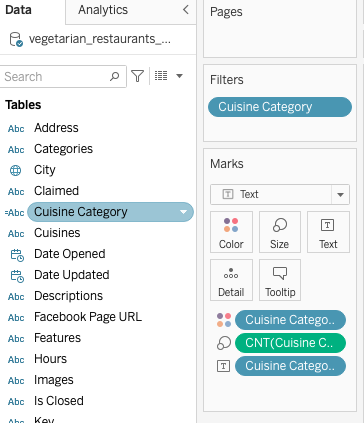 Data
Analytics
vegetarian_restaurants_...
Search
Tables
Abc Address
Abc Categories
City
Abc Claimed
=Abc Cuisine Category
Abc Cuisines
Date Opened
Date Updated
Abc Descriptions
Abc Facebook Page URL
Abc Features
Abc Hours
Abc Images
Abc Is Closed
Abc Key
Pages
Filters
Cuisine Category
Marks
T Text
Color
Size
T Text
Detail
Tooltip
Cuisine Catego..
CNT(Cuisine C..
T Cuisine Catego..